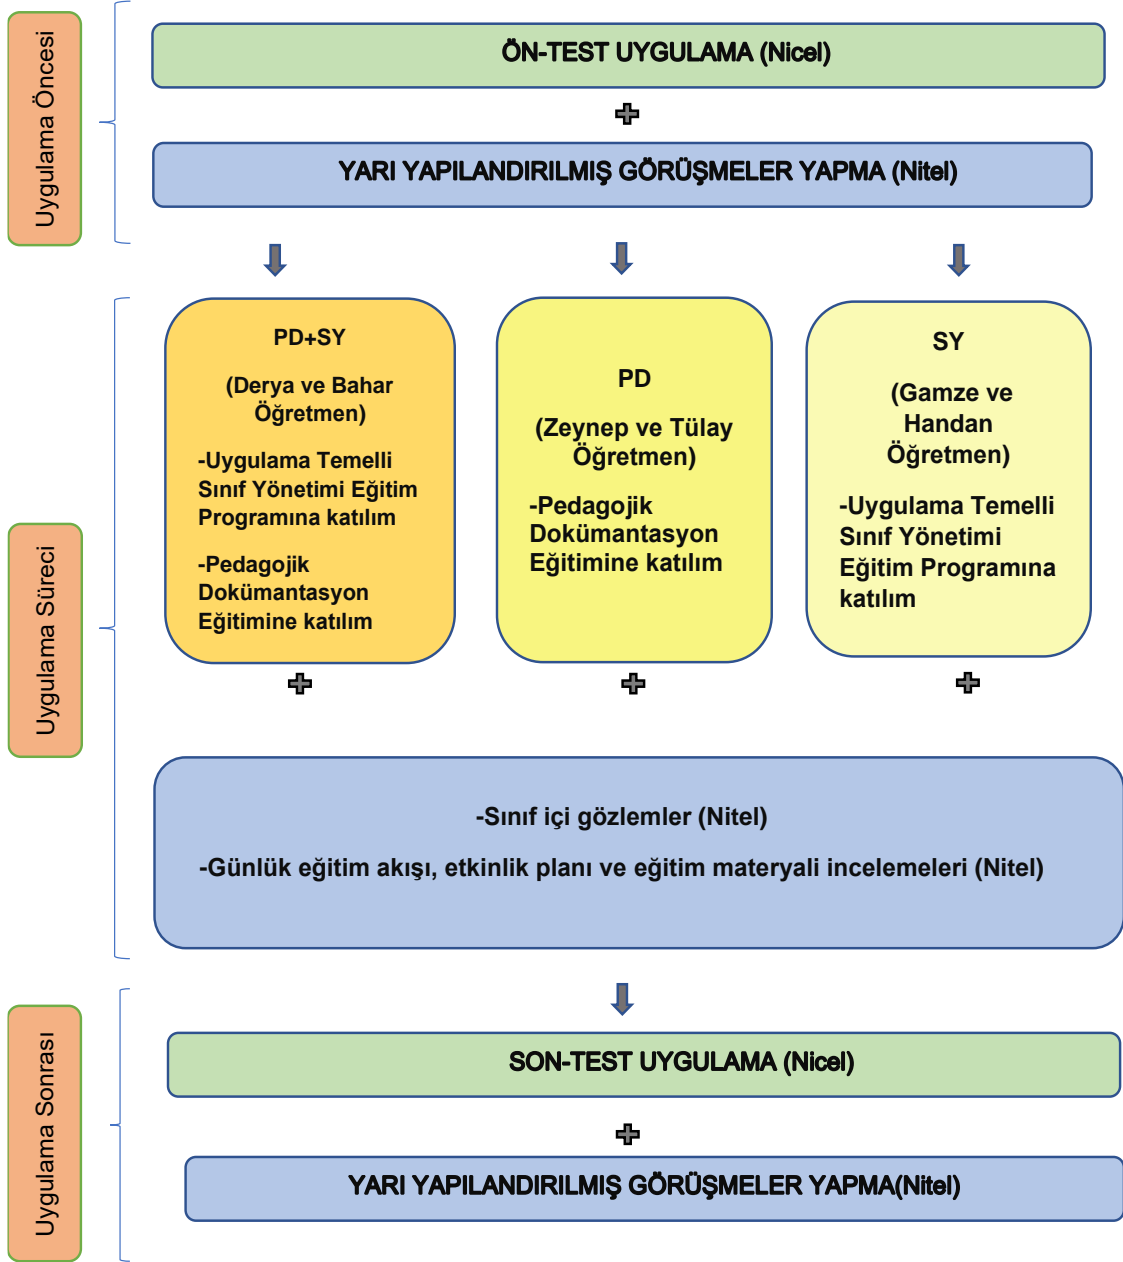 Uygulama Öncesi
ÖN-TEST UYGULAMA (Nicel)
YARI YAPILANDIRILMIŞ GÖRÜŞMELER YAPMA (Nitel)
Uygulama Süreci
PD+SY
(Derya ve Bahar
Öğretmen)
-Uygulama Temelli
Sınıf Yönetimi Eğitim
Programına katılım
-Pedagojik
Dokümantasyon
Eğitimine katılım
PD
(Zeynep ve Tülay
Öğretmen)
-Pedagojik
Dokümantasyon
Eğitimine katılım
SY
(Gamze ve
Handan
Öğretmen)
-Uygulama Temelli
Sınıf Yönetimi
Eğitim Programına
katılım
-Sınıf içi gözlemler (Nitel)
-Günlük eğitim akışı, etkinlik planı ve eğitim materyali incelemeleri (Nitel)
Uygulama Sonrası
SON-TEST UYGULAMA (Nicel)
YARI YAPILANDIRILMIŞ GÖRÜŞMELER YAPMA(Nitel)